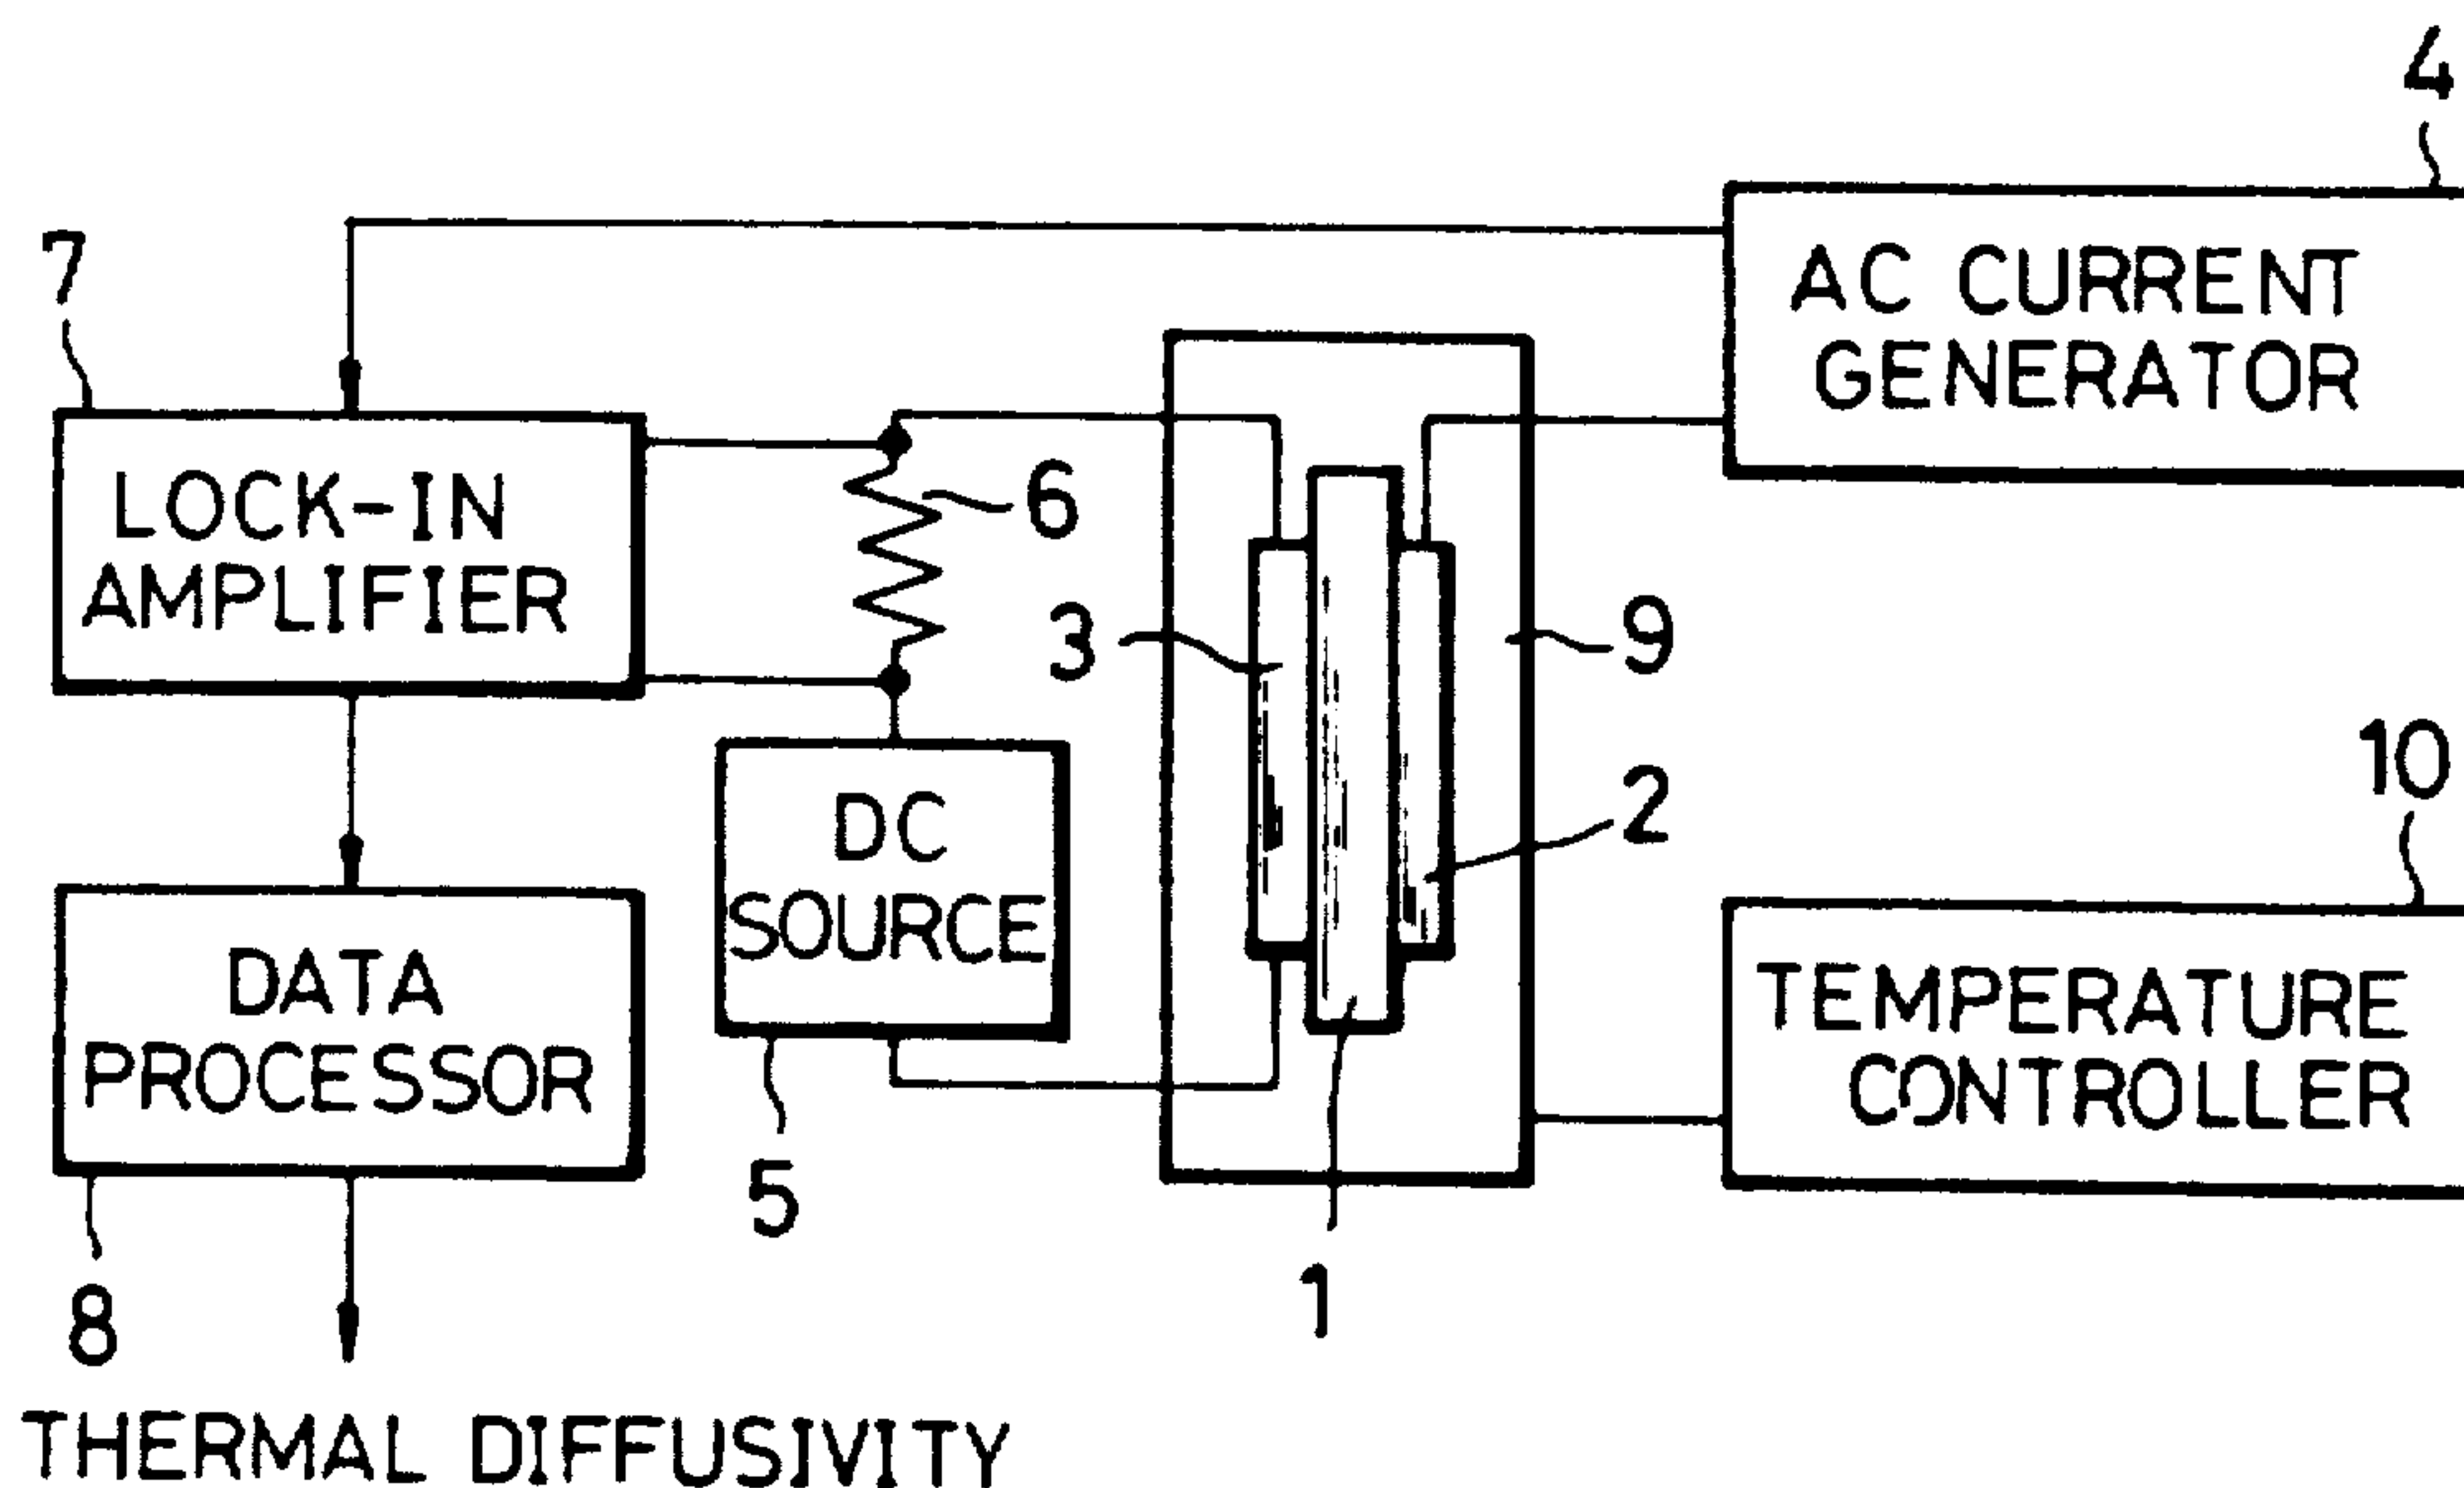 4
7
AC CURRENT
GENERATOR
LOCK-IN
AMPLIFIER
6
3
9
2
10
DC
SOURCE
DATA
PROCESSOR
TEMPERATURE
CONTROLLER
5
8
1
THERMAL DIFFUSIVITY